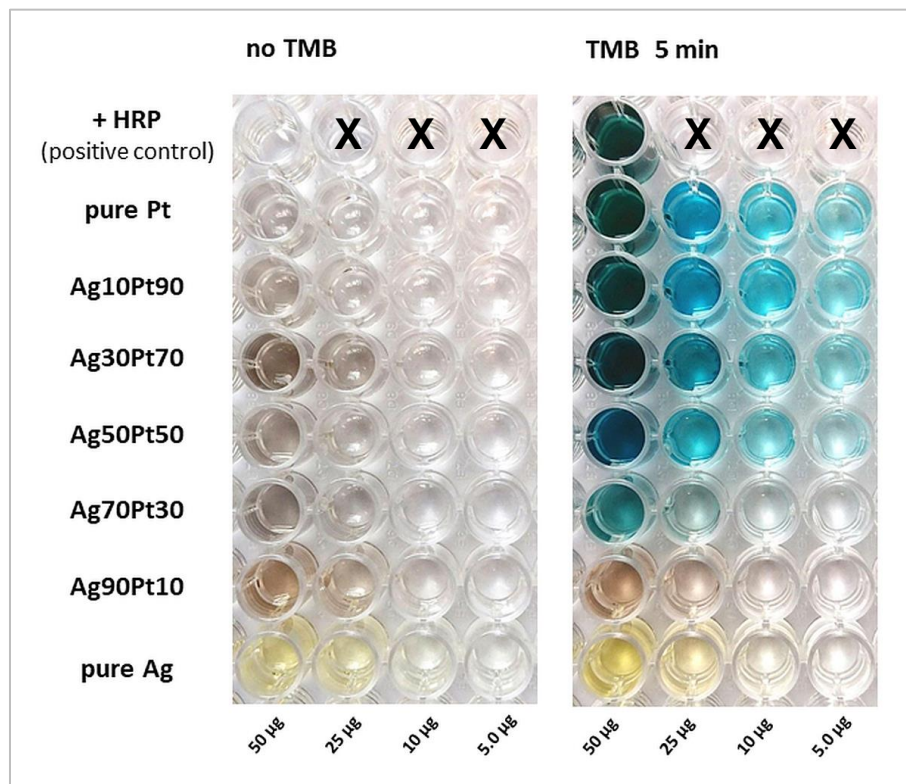 no TMB
TMB 5 min
+ HRP
(positive control)
X X X
X X X
pure Pt
Ag10Pt90
Ag30Pt70
Ag50Pt50
Ag70Pt30
Ag90Pt10
pure Ag
50 µg
25 µg
10 µg
5.0 µg
50 µg
25 µg
10 µg
5.0 µg